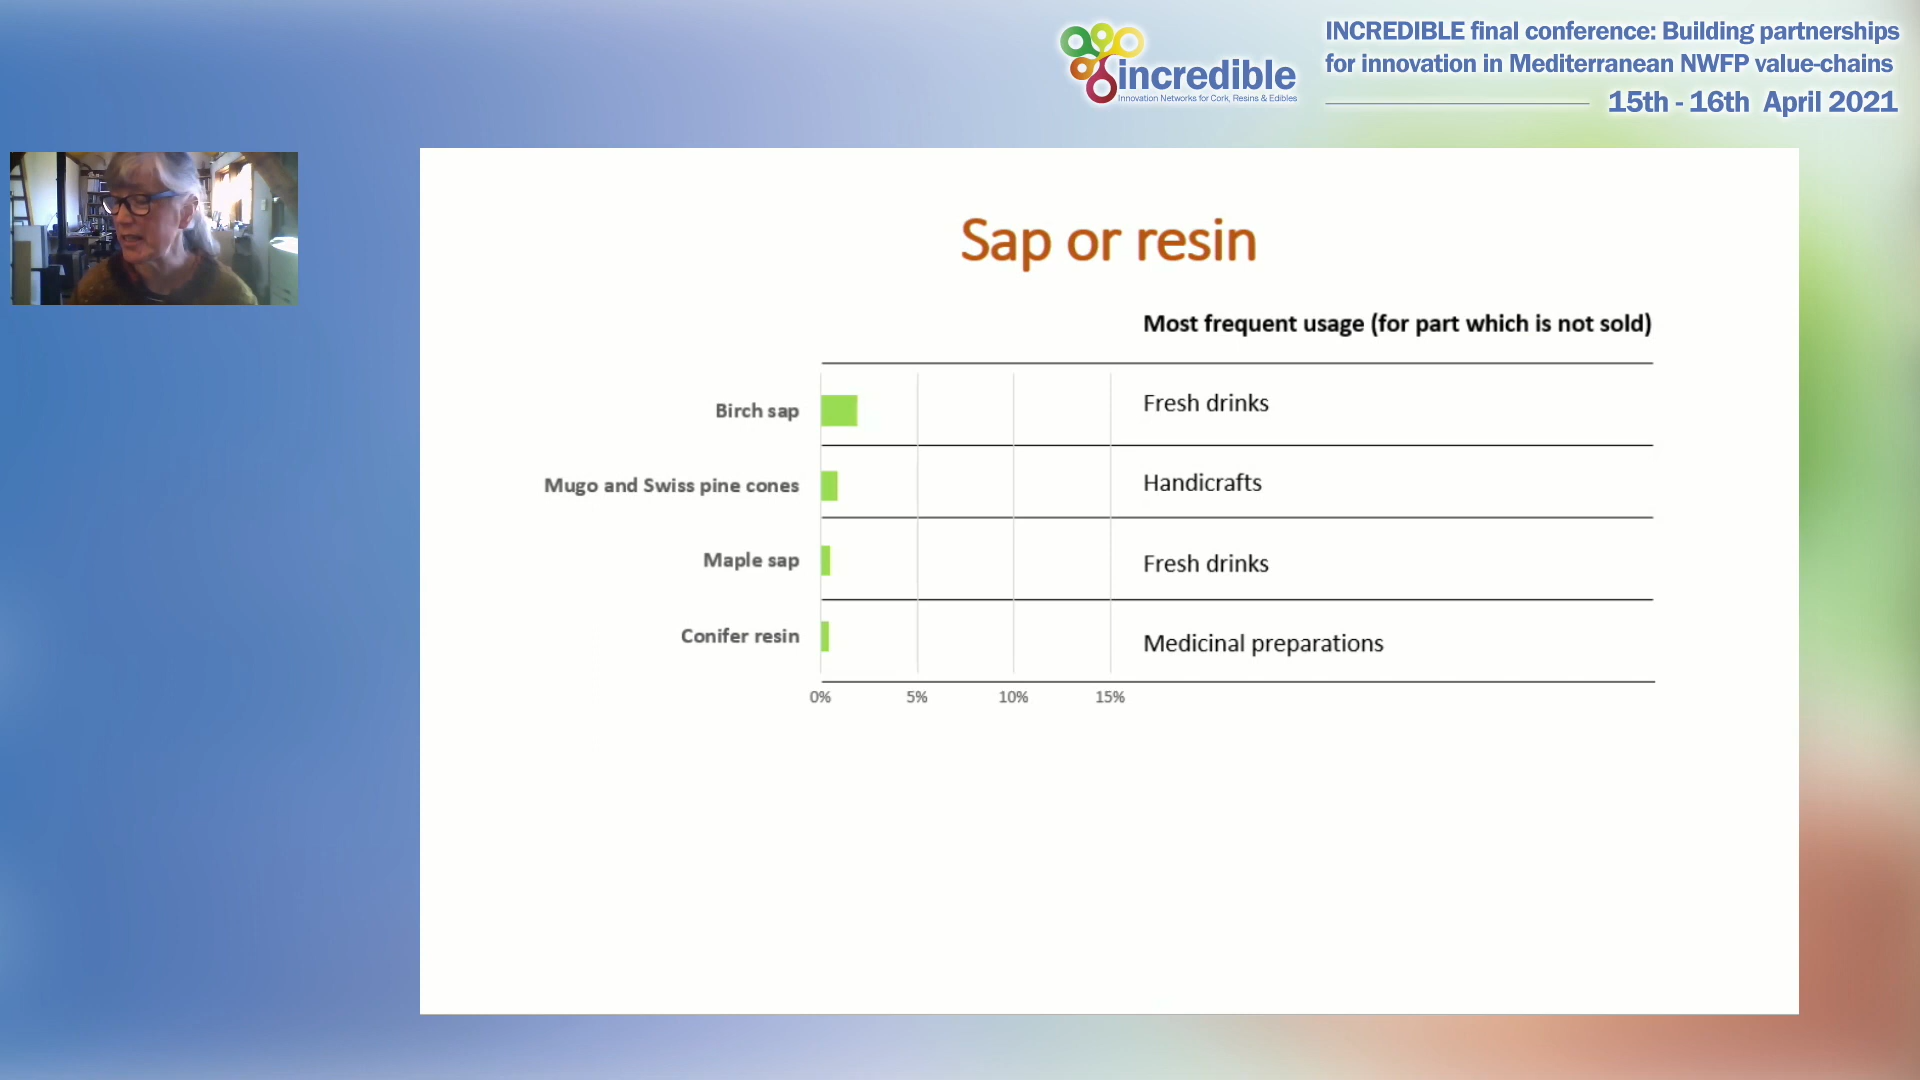 incredible
Innovation Networks for Cork, Resins & Edibles
INCREDIBLE final conference: Building partnerships
for innovation in Mediterranean NWFP value-chains
15th - 16th April 2021
Sap or resin
Most frequent usage (for part which is not sold)
Birch sap
Fresh drinks
Mugo and Swiss pine cones
Handicrafts
Maple sap
Fresh drinks
Conifer resin
Medicinal preparations
0% 5% 10% 15%